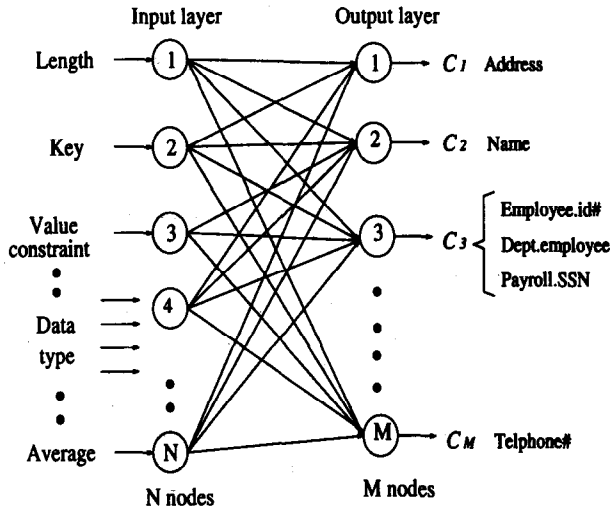 Input layer
Output layer
Length
1
1
C1 Address
Key
2
2
C2 Name
Value
constraint
3
3
C3
Employee.id#
Dept.employee
Payroll.SSN
4
Data
type
Average
N
M
CM Telphone#
N nodes
M nodes